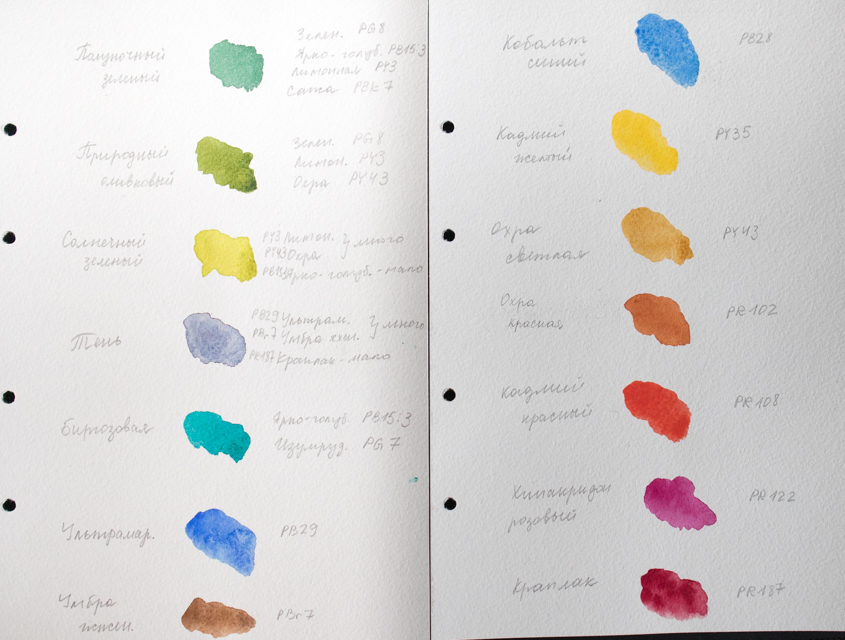 Полуночный
зеленый
Зелен. PG8
Ярко-голуб. PB15:3
Лимонная PY3
Сажа PBk7
Природный
оливковый
Зелен. PG8
Лимон. PY3
Охра PY43
Солнечный
зеленый
PY3 Лимон. } много
PY43 Охра
PB15:3 Ярко-голуб. - мало
Тень
PB29 Ультрам. } много
PBr7 Умбра жж.
PR187 Краплак - мало
Бирюзовая
Ярко-голуб. PB15:3
Изумруд. PG7
Ультрамар. PB29
Умбра
жжен.
PBr7
Кобальт
синий
PB28
Кадмий
желтый
PY35
Охра
светлая
PY43
Охра
красная
PR102
Кадмий
красный
PR108
Хинакридон
розовый
PR122
Краплак PR187